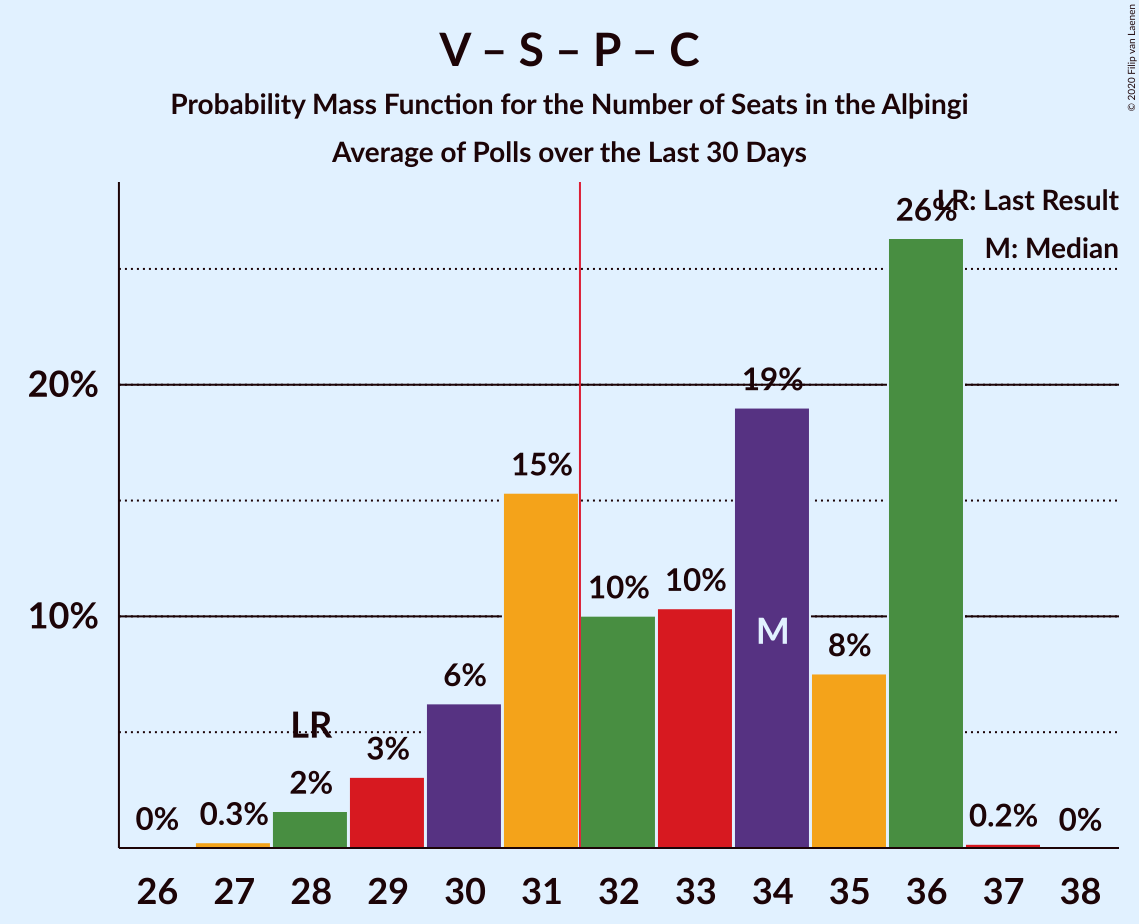 V – S – P – C
Probability Mass Function for the Number of Seats in the Alþingi
Average of Polls over the Last 30 Days
© 2020 Filip van Laenen
LR: Last Result
M: Median
26%
20%
19%
15%
10%
10%
10%
M
8%
6%
LR
3%
2%
0%
0.3%
0.2%
0%
26 27 28 29 30 31 32 33 34 35 36 37 38